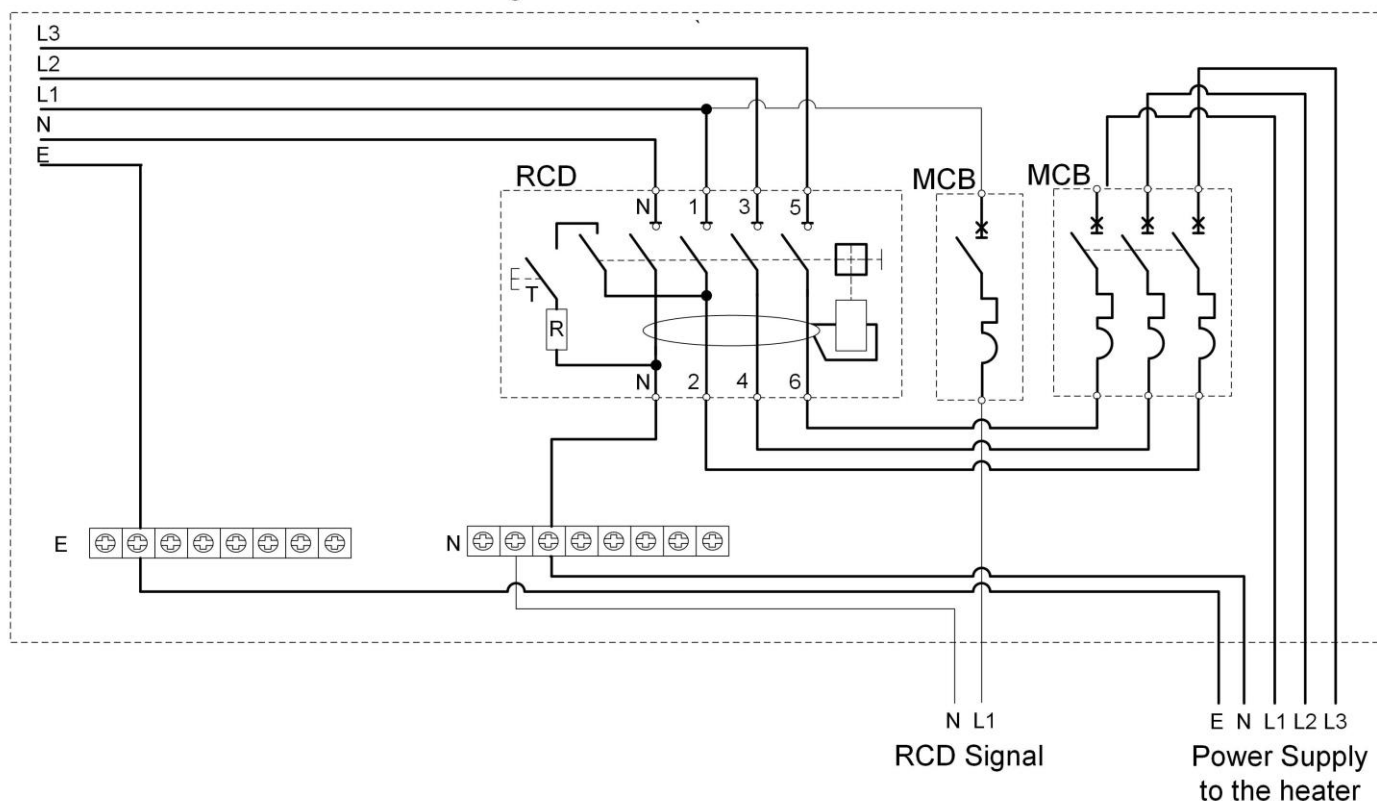 L3
L2
L1
N
E
RCD
MCB
MCB
N 1 3 5
T
R
N 2 4 6
E
N
N L1
E N L1 L2 L3
RCD Signal
Power Supply
to the heater